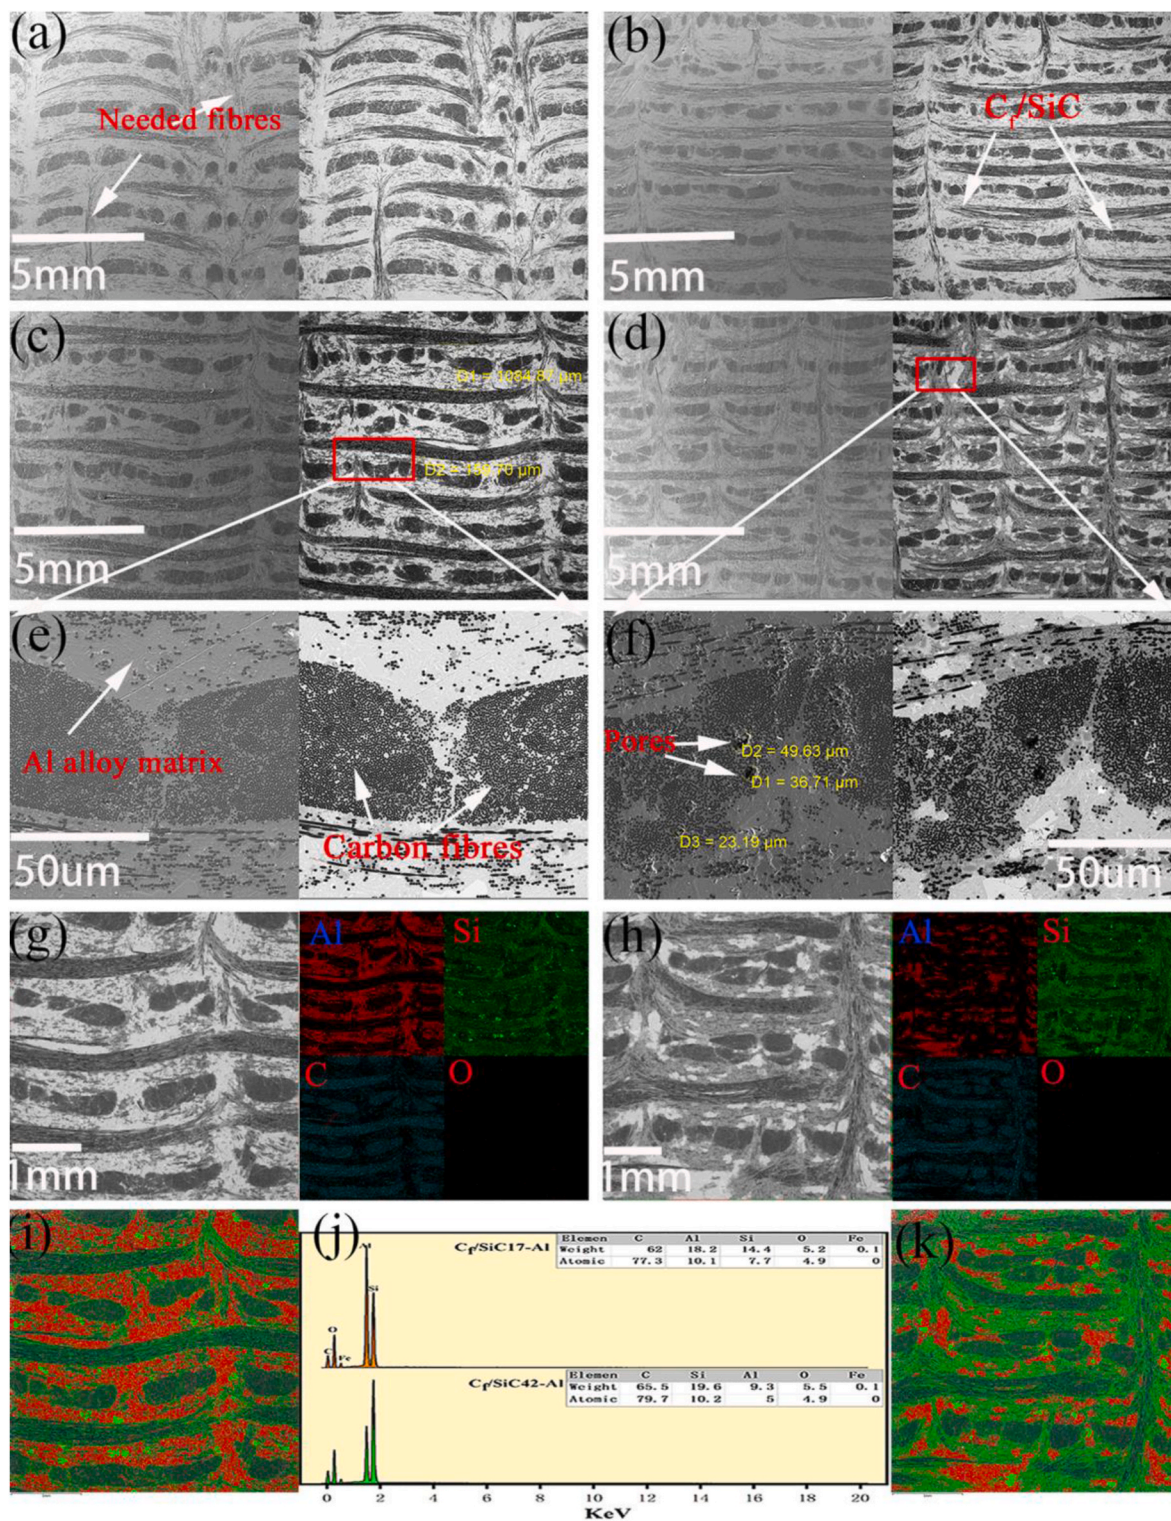 (a)
Needed fibres
5mm
(b)
Cf/SiC
5mm
(c)
D1 = 1084.87 µm
D2 = 159.70 µm
5mm
(d)
5mm
(e)
Al alloy matrix
Carbon fibres
50um
(f)
Pores
D2 = 49.63 µm
D1 = 36.71 µm
D3 = 23.19 µm
50um
(g)
1mm
Al
Si
C
O
(h)
1mm
Al
Si
C
O
(i)
(j)
Cf/SiC17-Al
Elemen C Al Si O Fe
Weight 62 18.2 14.4 5.2 0.1
Atomic 77.3 10.1 7.7 4.9 0
Al
Si
O
C
Fe
Cf/SiC42-Al
Elemen C Si Al O Fe
Weight 65.5 19.6 9.3 5.5 0.1
Atomic 79.7 10.2 5 4.9 0
0 2 4 6 8 10 12 14 16 18 20
KeV
(k)